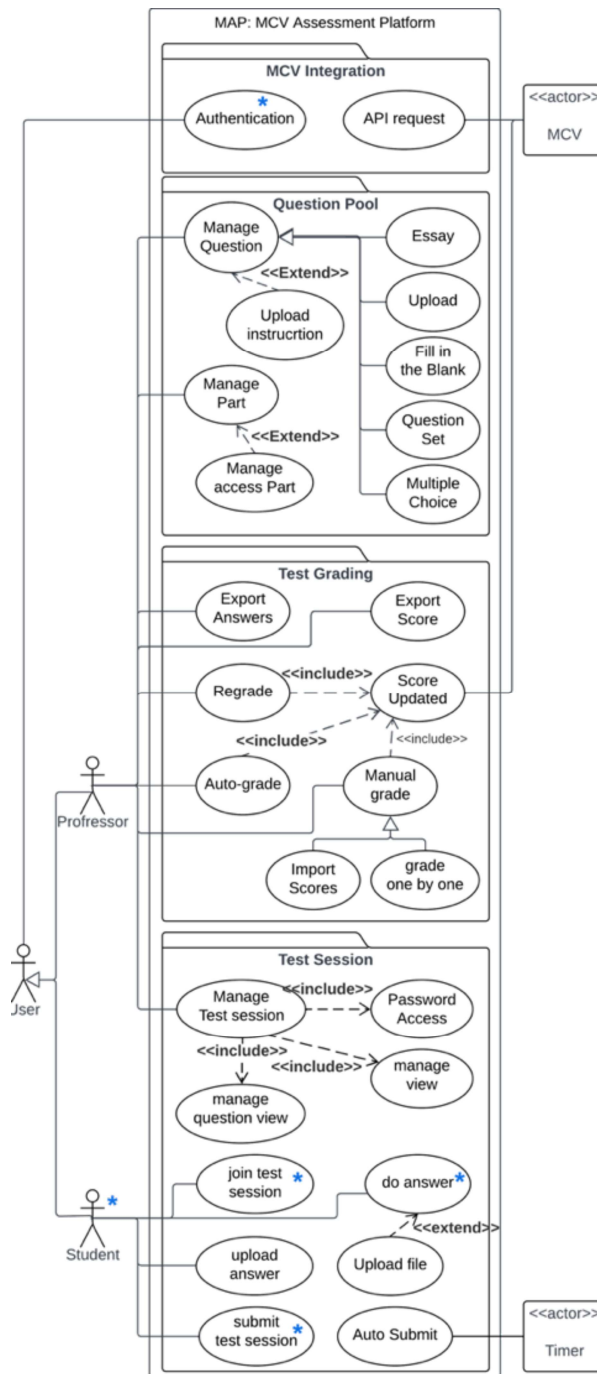 MAP: MCV Assessment Platform
MCV Integration
Authentication
*
API request
<<actor>>
MCV
Question Pool
Manage
Question
Essay
<<Extend>>
Upload
instrucrtion
Upload
Fill in
the Blank
Manage
Part
<<Extend>>
Manage
access Part
Question
Set
Multiple
Choice
Test Grading
Export
Answers
Export
Score
Regrade
<<include>>
Score
Updated
<<include>>
<<include>>
Auto-grade
Manual
grade
Import
Scores
grade
one by one
Profressor
User
Test Session
Manage
Test session
<<include>>
Password
Access
<<include>>
<<include>>
manage
view
manage
question view
join test
session *
do answer *
<<extend>>
Student
*
upload
answer
Upload file
submit
test session *
Auto Submit
<<actor>>
Timer